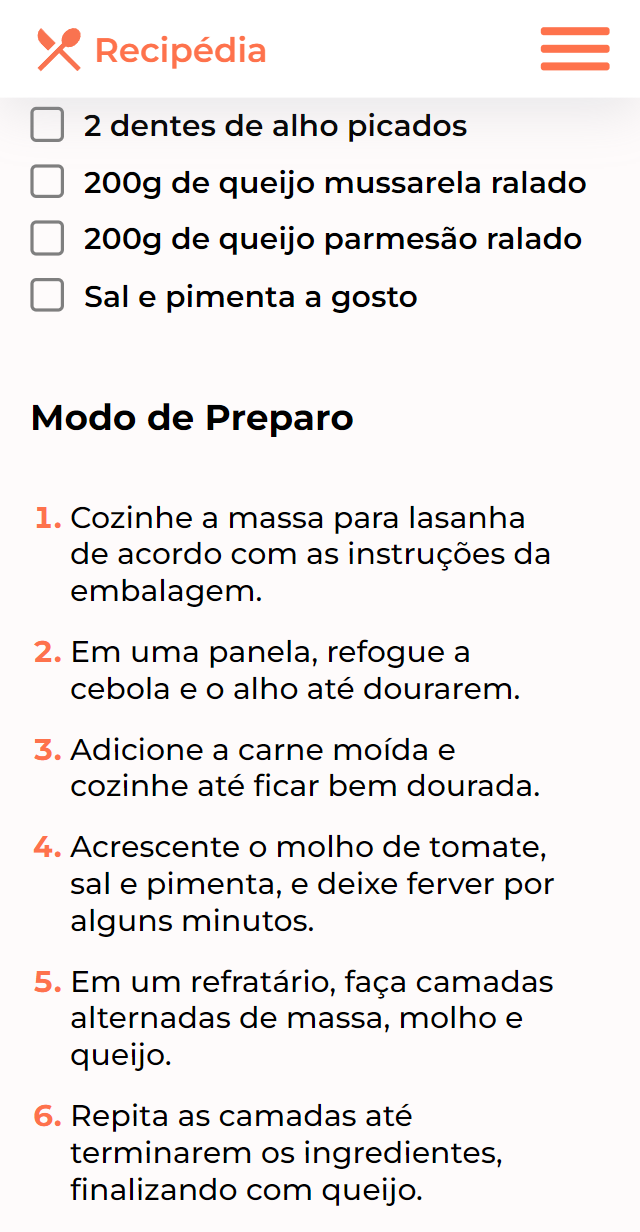 Recipédia
2 dentes de alho picados
200g de queijo mussarela ralado
200g de queijo parmesão ralado
Sal e pimenta a gosto
Modo de Preparo
1. Cozinhe a massa para lasanha
de acordo com as instruções da
embalagem.
2. Em uma panela, refogue a
cebola e o alho até dourarem.
3. Adicione a carne moída e
cozinhe até ficar bem dourada.
4. Acrescente o molho de tomate,
sal e pimenta, e deixe ferver por
alguns minutos.
5. Em um refratário, faça camadas
alternadas de massa, molho e
queijo.
6. Repita as camadas até
terminarem os ingredientes,
finalizando com queijo.